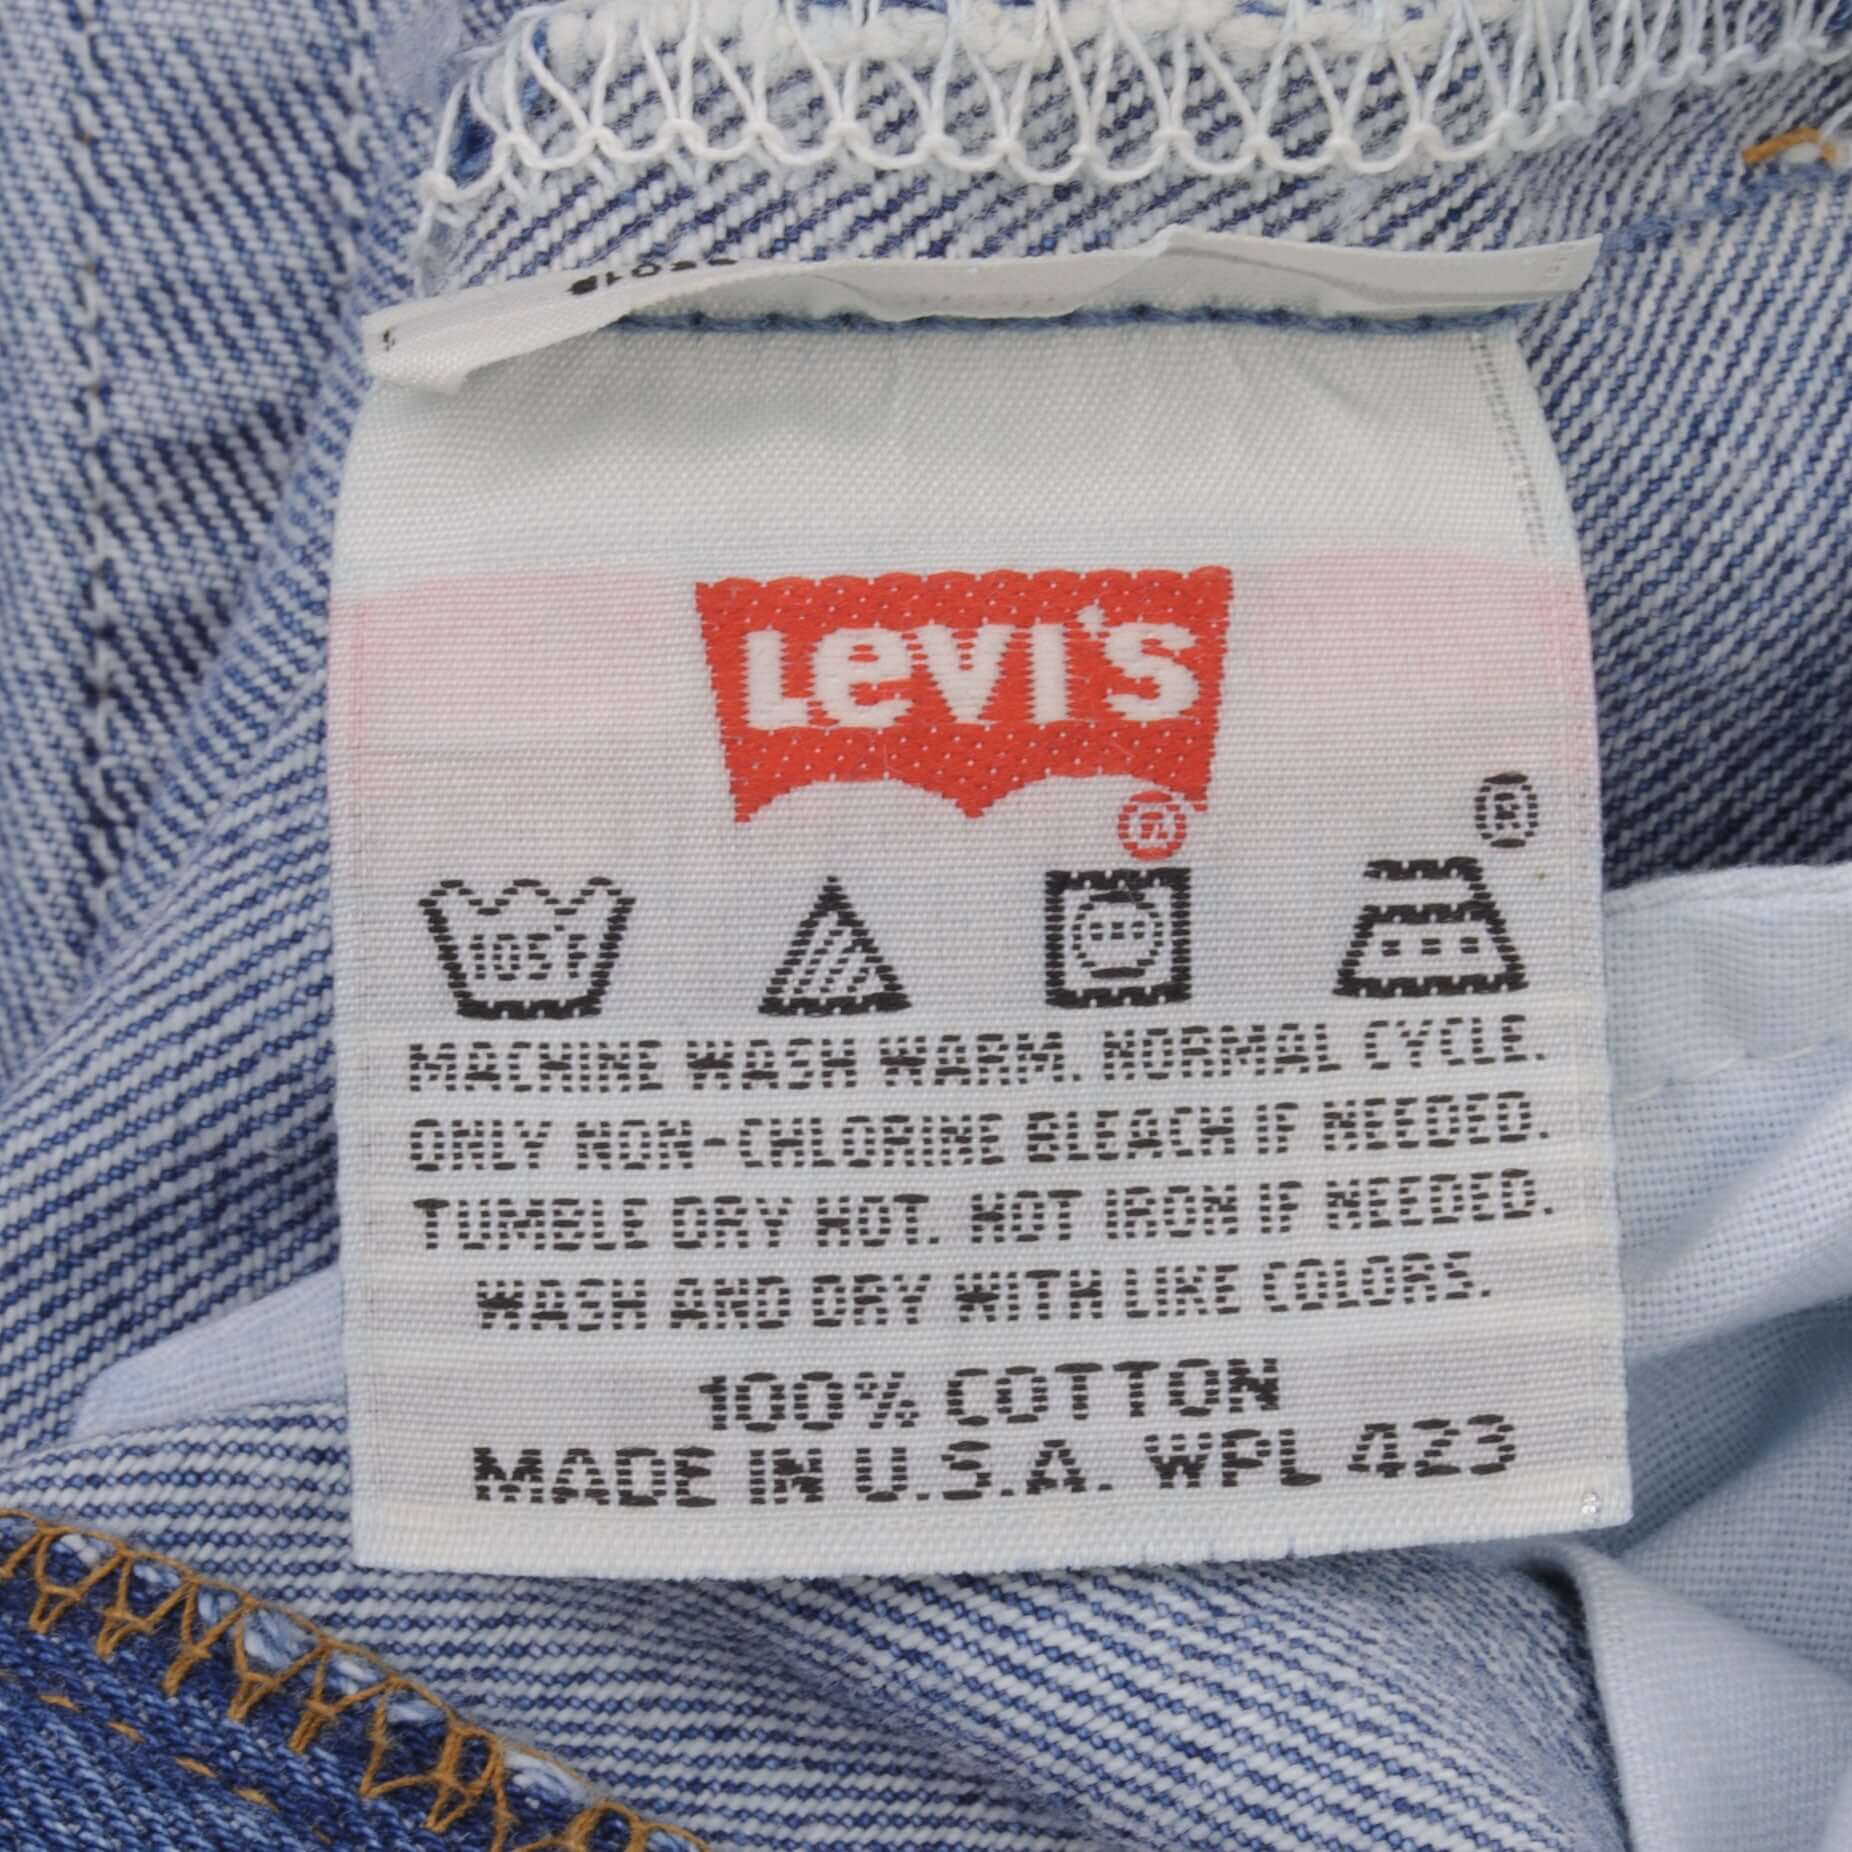 LEVI'S
®
®
105°F
MACHINE WASH WARM. NORMAL CYCLE.
ONLY NON-CHLORINE BLEACH IF NEEDED.
TUMBLE DRY HOT. HOT IRON IF NEEDED.
WASH AND DRY WITH LIKE COLORS.
100% COTTON
MADE IN U.S.A. WPL 423